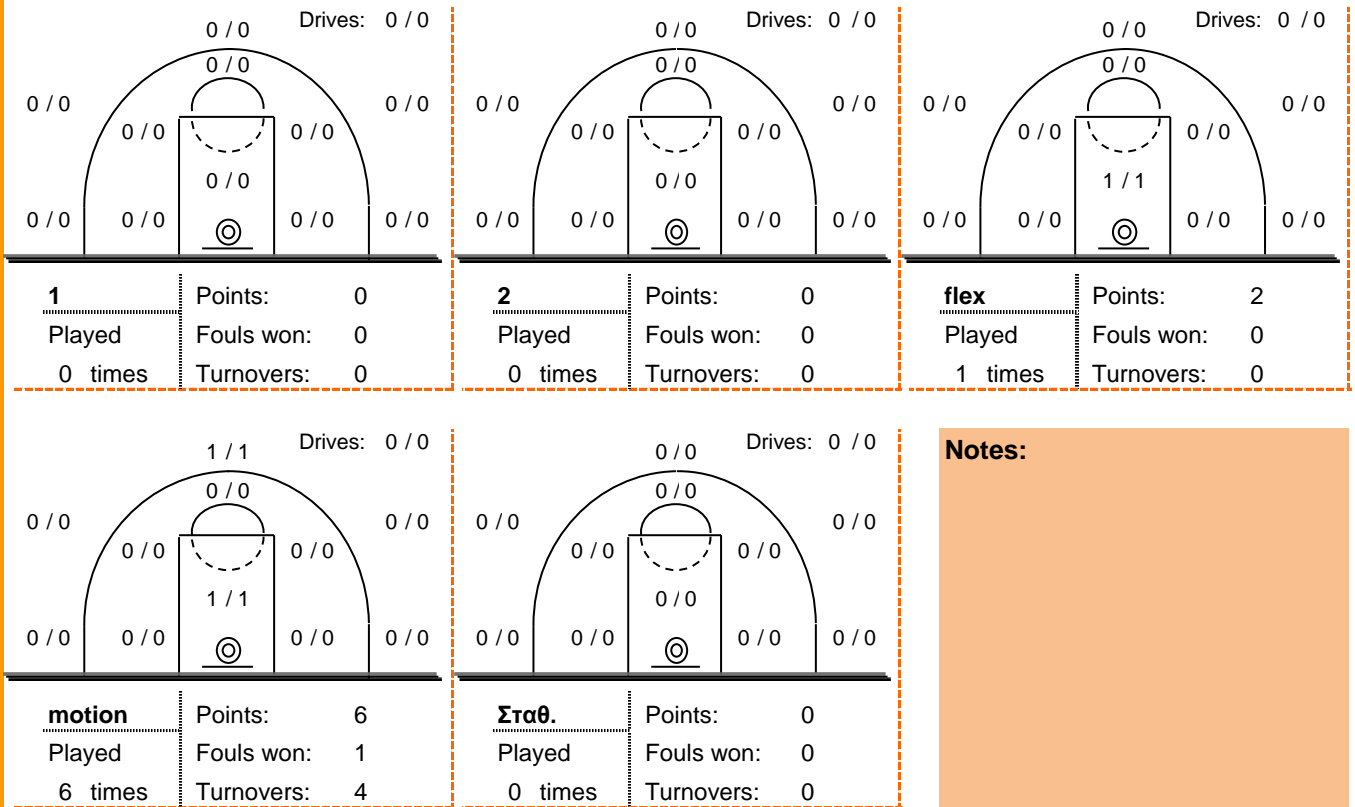 0 / 0 Drives: 0 / 0
0 / 0
0 / 0 0 / 0
0 / 0 0 / 0
0 / 0
0 / 0 0 / 0 0 / 0 0 / 0
1 Points: 0
Played Fouls won: 0
0 times Turnovers: 0
0 / 0 Drives: 0 / 0
0 / 0
0 / 0 0 / 0
0 / 0 0 / 0
0 / 0
0 / 0 0 / 0 0 / 0 0 / 0
2 Points: 0
Played Fouls won: 0
0 times Turnovers: 0
0 / 0 Drives: 0 / 0
0 / 0
0 / 0 0 / 0
0 / 0 0 / 0
1 / 1
0 / 0 0 / 0 0 / 0 0 / 0
flex Points: 2
Played Fouls won: 0
1 times Turnovers: 0
1 / 1 Drives: 0 / 0
0 / 0
0 / 0 0 / 0
0 / 0 0 / 0
1 / 1
0 / 0 0 / 0 0 / 0 0 / 0
motion Points: 6
Played Fouls won: 1
6 times Turnovers: 4
0 / 0 Drives: 0 / 0
0 / 0
0 / 0 0 / 0
0 / 0 0 / 0
0 / 0
0 / 0 0 / 0 0 / 0 0 / 0
Σταθ. Points: 0
Played Fouls won: 0
0 times Turnovers: 0
Notes: